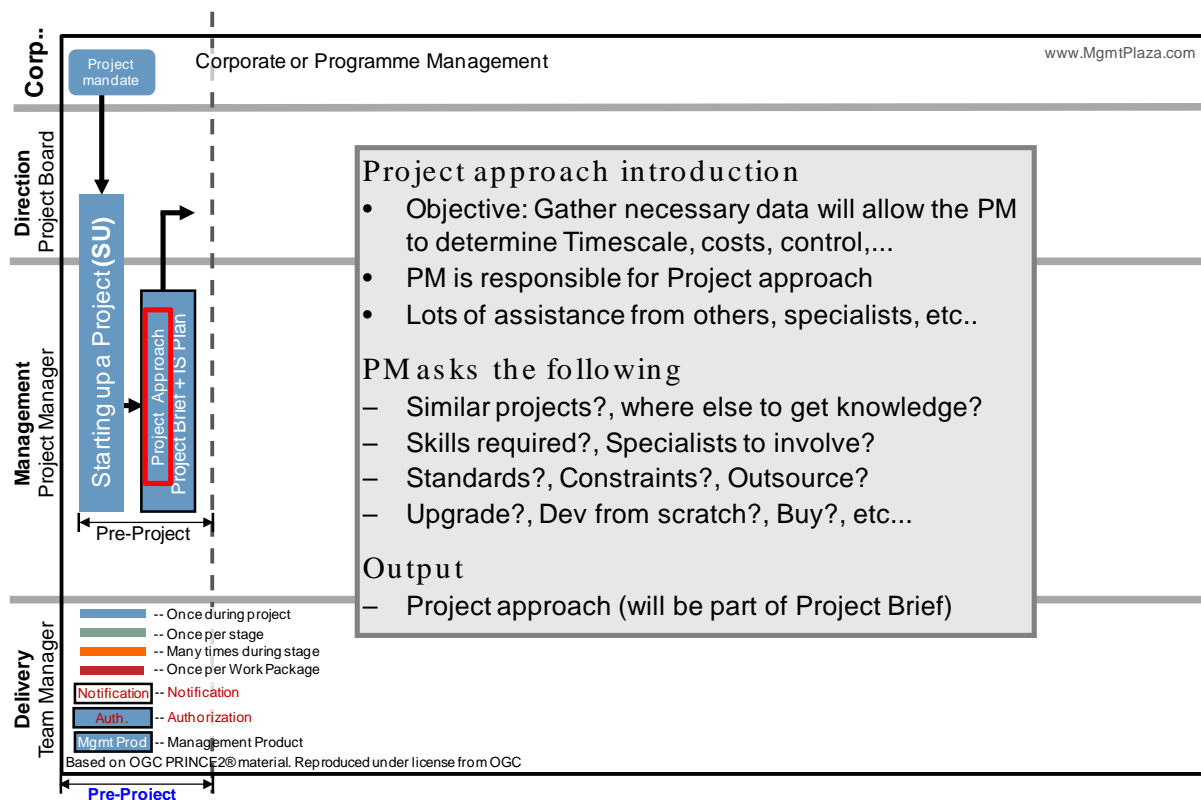 Corp..
Project
mandate
Corporate or Programme Management
www.MgmtPlaza.com
Direction
Project Board
Management
Project Manager
Delivery
Team Manager
Starting up a Project (SU)
Project Approach
Project Brief + IS Plan
Pre-Project
Project approach introduction
• Objective: Gather necessary data will allow the PM
to determine Timescale, costs, control,...
• PM is responsible for Project approach
• Lots of assistance from others, specialists, etc..
PM asks the following
– Similar projects?, where else to get knowledge?
– Skills required?, Specialists to involve?
– Standards?, Constraints?, Outsource?
– Upgrade?, Dev from scratch?, Buy?, etc...
Output
– Project approach (will be part of Project Brief)
-- Once during project
-- Once per stage
-- Many times during stage
-- Once per Work Package
Notification -- Notification
Auth. -- Authorization
Mgmt Prod -- Management Product
Based on OGC PRINCE2® material. Reproduced under license from OGC
Pre-Project